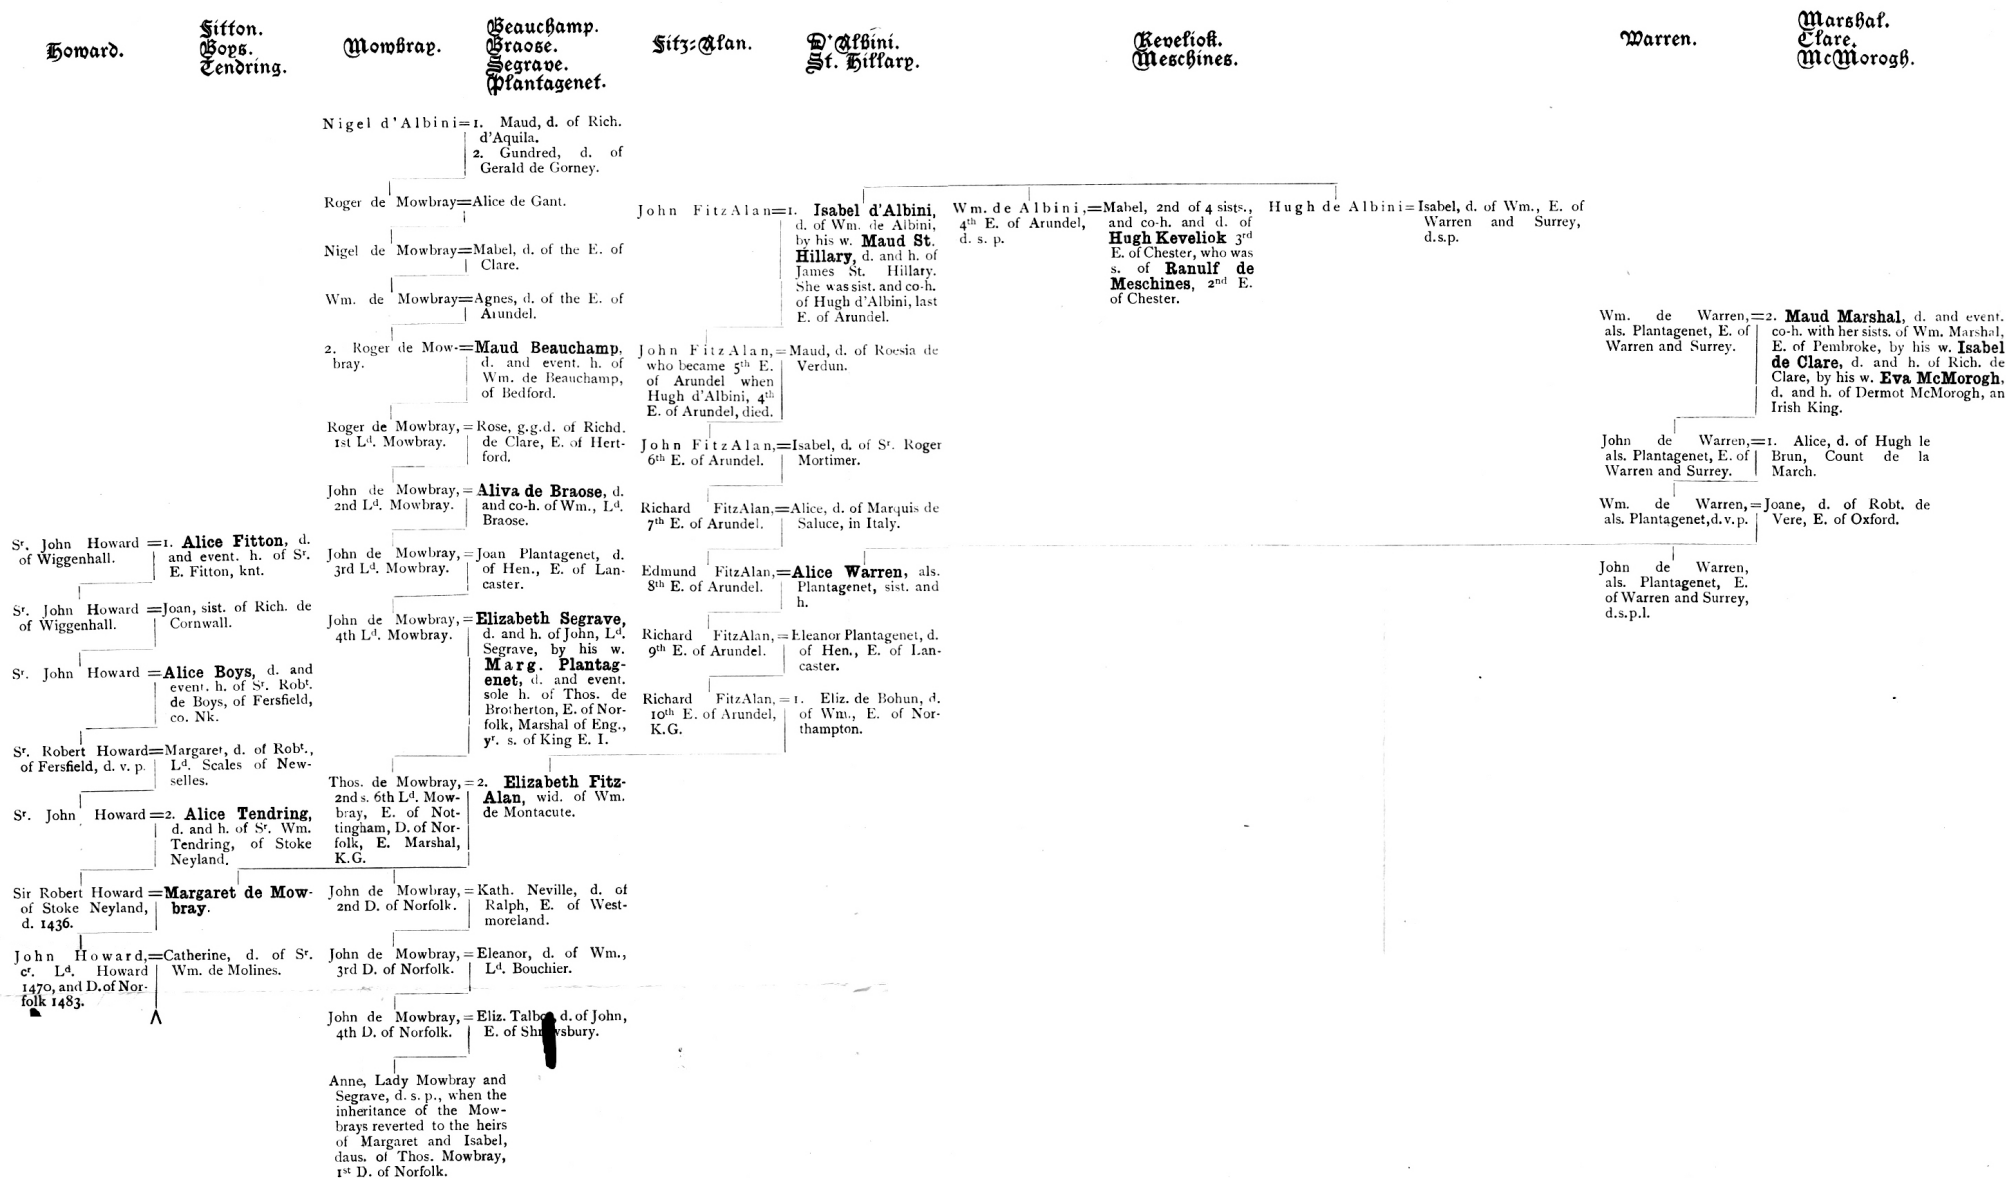 Howard.
Fitton.
Boys.
Tendring.
Mowbray.
Beauchamp.
Braose.
Segrave.
Plantagenet.
Fitz-Alan.
D'Albini.
St. Hillary.
Keveliok.
Meschines.
Warren.
Marshal.
Clare.
McMorogh.
Sr. John Howard =1. Alice Fitton, d.
of Wiggenhall. and event. h. of Sr.
E. Fitton, knt.
Sr. John Howard =Joan, sist. of Rich. de
of Wiggenhall. Cornwall.
Sr. John Howard =Alice Boys, d. and
event. h. of Sr. Robt.
de Boys, of Fersfield,
co. Nk.
Sr. Robert Howard=Margaret, d. of Robt.,
of Fersfield, d. v. p. Ld. Scales of New-
selles.
Sr. John Howard =2. Alice Tendring,
d. and h. of Sr. Wm.
Tendring, of Stoke
Neyland.
Sir Robert Howard =Margaret de Mow-
of Stoke Neyland, bray.
d. 1436.
John Howard,=Catherine, d. of Sr.
cr. Ld. Howard Wm. de Molines.
1470, and D. of Nor-
folk 1483.
Nigel d'Albini=1. Maud, d. of Rich.
d'Aquila.
2. Gundred, d. of
Gerald de Gorney.
Roger de Mowbray=Alice de Gant.
Nigel de Mowbray=Mabel, d. of the E. of
Clare.
Wm. de Mowbray=Agnes, d. of the E. of
Arundel.
2. Roger de Mow-=Maud Beauchamp,
bray. d. and event. h. of
Wm. de Beauchamp,
of Bedford.
Roger de Mowbray, = Rose, g.g.d. of Richd.
1st Ld. Mowbray. de Clare, E. of Hert-
ford.
John de Mowbray, = Aliva de Braose, d.
2nd Ld. Mowbray. and co-h. of Wm., Ld.
Braose.
John de Mowbray, = Joan Plantagenet, d.
3rd Ld. Mowbray. of Hen., E. of Lan-
caster.
John de Mowbray, = Elizabeth Segrave,
4th Ld. Mowbray. d. and h. of John, Ld.
Segrave, by his w.
Marg. Plantag-
enet, d. and event.
sole h. of Thos. de
Brotherton, E. of Nor-
folk, Marshal of Eng.,
yr. s. of King E. I.
Thos. de Mowbray, = 2. Elizabeth Fitz-
2nd s. 6th Ld. Mow- Alan, wid. of Wm.
bray, E. of Not- de Montacute.
tingham, D. of Nor-
folk, E. Marshal,
K.G.
John de Mowbray, = Kath. Neville, d. of
2nd D. of Norfolk. Ralph, E. of West-
moreland.
John de Mowbray, = Eleanor, d. of Wm.,
3rd D. of Norfolk. Ld. Bouchier.
John de Mowbray, = Eliz. d. of John,
4th D. of Norfolk. E. of
Anne, Lady Mowbray and
Segrave, d. s. p., when the
inheritance of the Mow-
brays reverted to the heirs
of Margaret and Isabel,
daus. of Thos. Mowbray,
1st D. of Norfolk.
John FitzAlan=1. Isabel d'Albini,
d. of Wm. de Albini,
by his w. Maud St.
Hillary, d. and h. of
James St. Hillary.
She was sist. and co-h.
of Hugh d'Albini, last
E. of Arundel.
John FitzAlan, = Maud, d. of Roesia de
who became 5th E. Verdun.
of Arundel when
Hugh d'Albini, 4th
E. of Arundel, died.
John FitzAlan,=Isabel, d. of Sr. Roger
6th E. of Arundel. Mortimer.
Richard FitzAlan,=Alice, d. of Marquis de
7th E. of Arundel. Saluce, in Italy.
Edmund FitzAlan,=Alice Warren, als.
8th E. of Arundel. Plantagenet, sist. and
h.
Richard FitzAlan, = Eleanor Plantagenet, d.
9th E. of Arundel. of Hen., E. of Lan-
caster.
Richard FitzAlan, = 1. Eliz. de Bohun, d.
10th E. of Arundel, of Wm., E. of Nor-
K.G. thampton.
Wm. de Albini,=Mabel, 2nd of 4 sists.,
4th E. of Arundel, and co-h. and d. of
d. s. p. Hugh Keveliok 3rd
E. of Chester, who was
s. of Ranulf de
Meschines, 2nd E.
of Chester.
Hugh de Albini=Isabel, d. of Wm., E. of
Warren and Surrey,
d.s.p.
Wm. de Warren,=2. Maud Marshal, d. and event.
als. Plantagenet, E. of co-h. with her sists. of Wm. Marshal,
Warren and Surrey. E. of Pembroke, by his w. Isabel
de Clare, d. and h. of Rich. de
Clare, by his w. Eva McMorogh,
d. and h. of Dermot McMorogh, an
Irish King.
John de Warren,=1. Alice, d. of Hugh le
als. Plantagenet, E. of Brun, Count de la
Warren and Surrey. March.
Wm. de Warren,=Joane, d. of Robt. de
als. Plantagenet, d.v.p. Vere, E. of Oxford.
John de Warren,
als. Plantagenet, E.
of Warren and Surrey,
d.s.p.l.